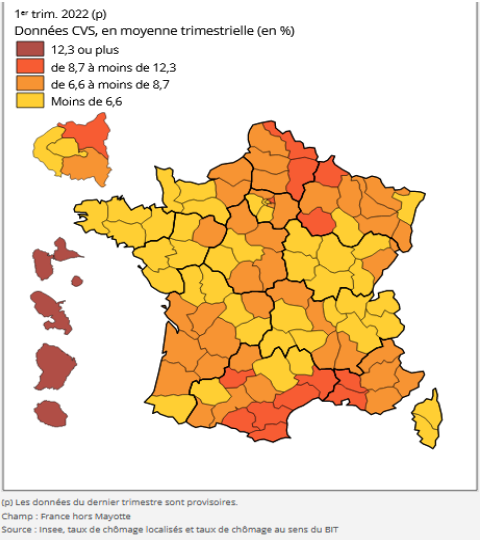 1ᵉʳ trim. 2022 (p)
Données CVS, en moyenne trimestrielle (en %)
12,3 ou plus
de 8,7 à moins de 12,3
de 6,6 à moins de 8,7
Moins de 6,6
(p) Les données du dernier trimestre sont provisoires.
Champ : France hors Mayotte
Source : Insee, taux de chômage localisés et taux de chômage au sens du BIT